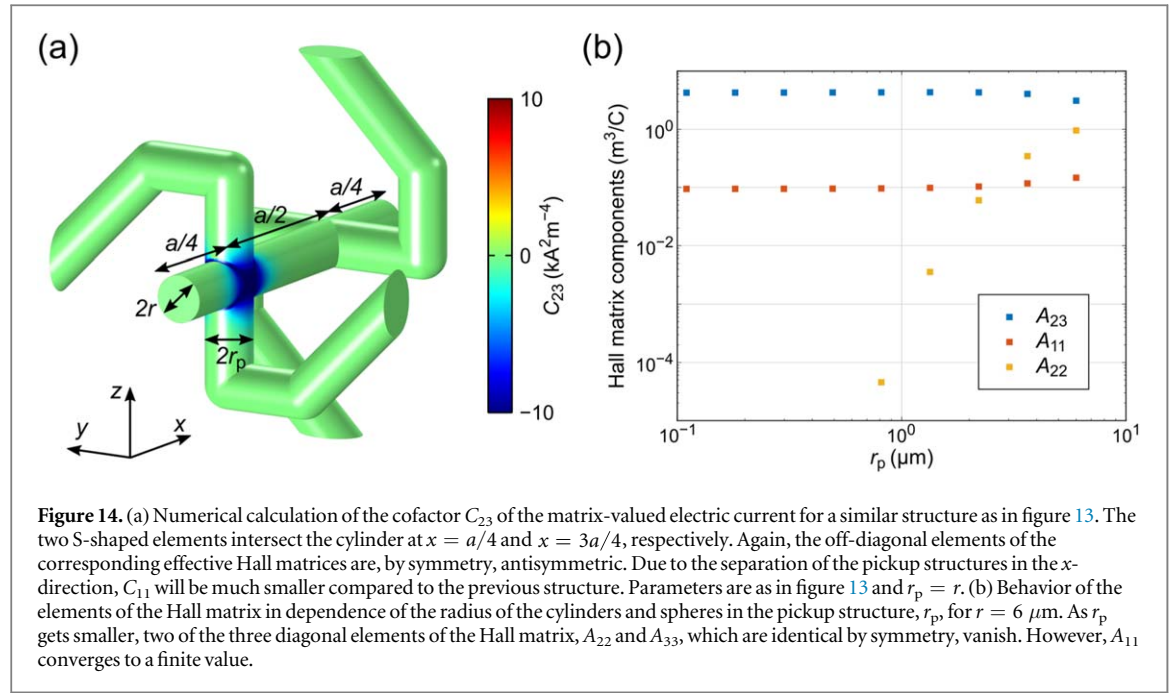 (a)
a/4
a/2
a/4
2r
2rp
z
y
x
10
0
−10
C23 (kA²m⁻⁴)
(b)
Hall matrix components (m³/C)
10⁰
10⁻²
10⁻⁴
10⁻¹
10⁰
10¹
rp (μm)
A23
A11
A22
Figure 14. (a) Numerical calculation of the cofactor C23 of the matrix-valued electric current for a similar structure as in figure 13. The
two S-shaped elements intersect the cylinder at x = a/4 and x = 3a/4, respectively. Again, the off-diagonal elements of the
corresponding effective Hall matrices are, by symmetry, antisymmetric. Due to the separation of the pickup structures in the x-
direction, C11 will be much smaller compared to the previous structure. Parameters are as in figure 13 and rp = r. (b) Behavior of the
elements of the Hall matrix in dependence of the radius of the cylinders and spheres in the pickup structure, rp, for r = 6 μm. As rp
gets smaller, two of the three diagonal elements of the Hall matrix, A22 and A33, which are identical by symmetry, vanish. However, A11
converges to a finite value.